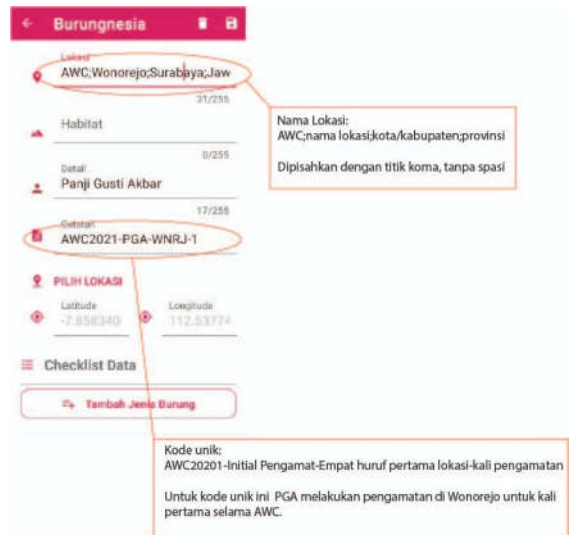 Burungnesia
Lokasi
AWC;Wonorejo;Surabaya;Jaw
31/255
Habitat
0/255
Detail
Panji Gusti Akbar
17/255
Catatan
AWC2021-PGA-WNRJ-1
PILIH LOKASI
Latitude
Longitude
-7.858340
112.53774
Checklist Data
Tambah Jenis Burung
Nama Lokasi:
AWC;nama lokasi;kota/kabupaten;provinsi
Dipisahkan dengan titik koma, tanpa spasi
Kode unik:
AWC20201-Initial Pengamat-Empat huruf pertama lokasi-kali pengamatan
Untuk kode unik ini PGA melakukan pengamatan di Wonorejo untuk kali
pertama selama AWC.